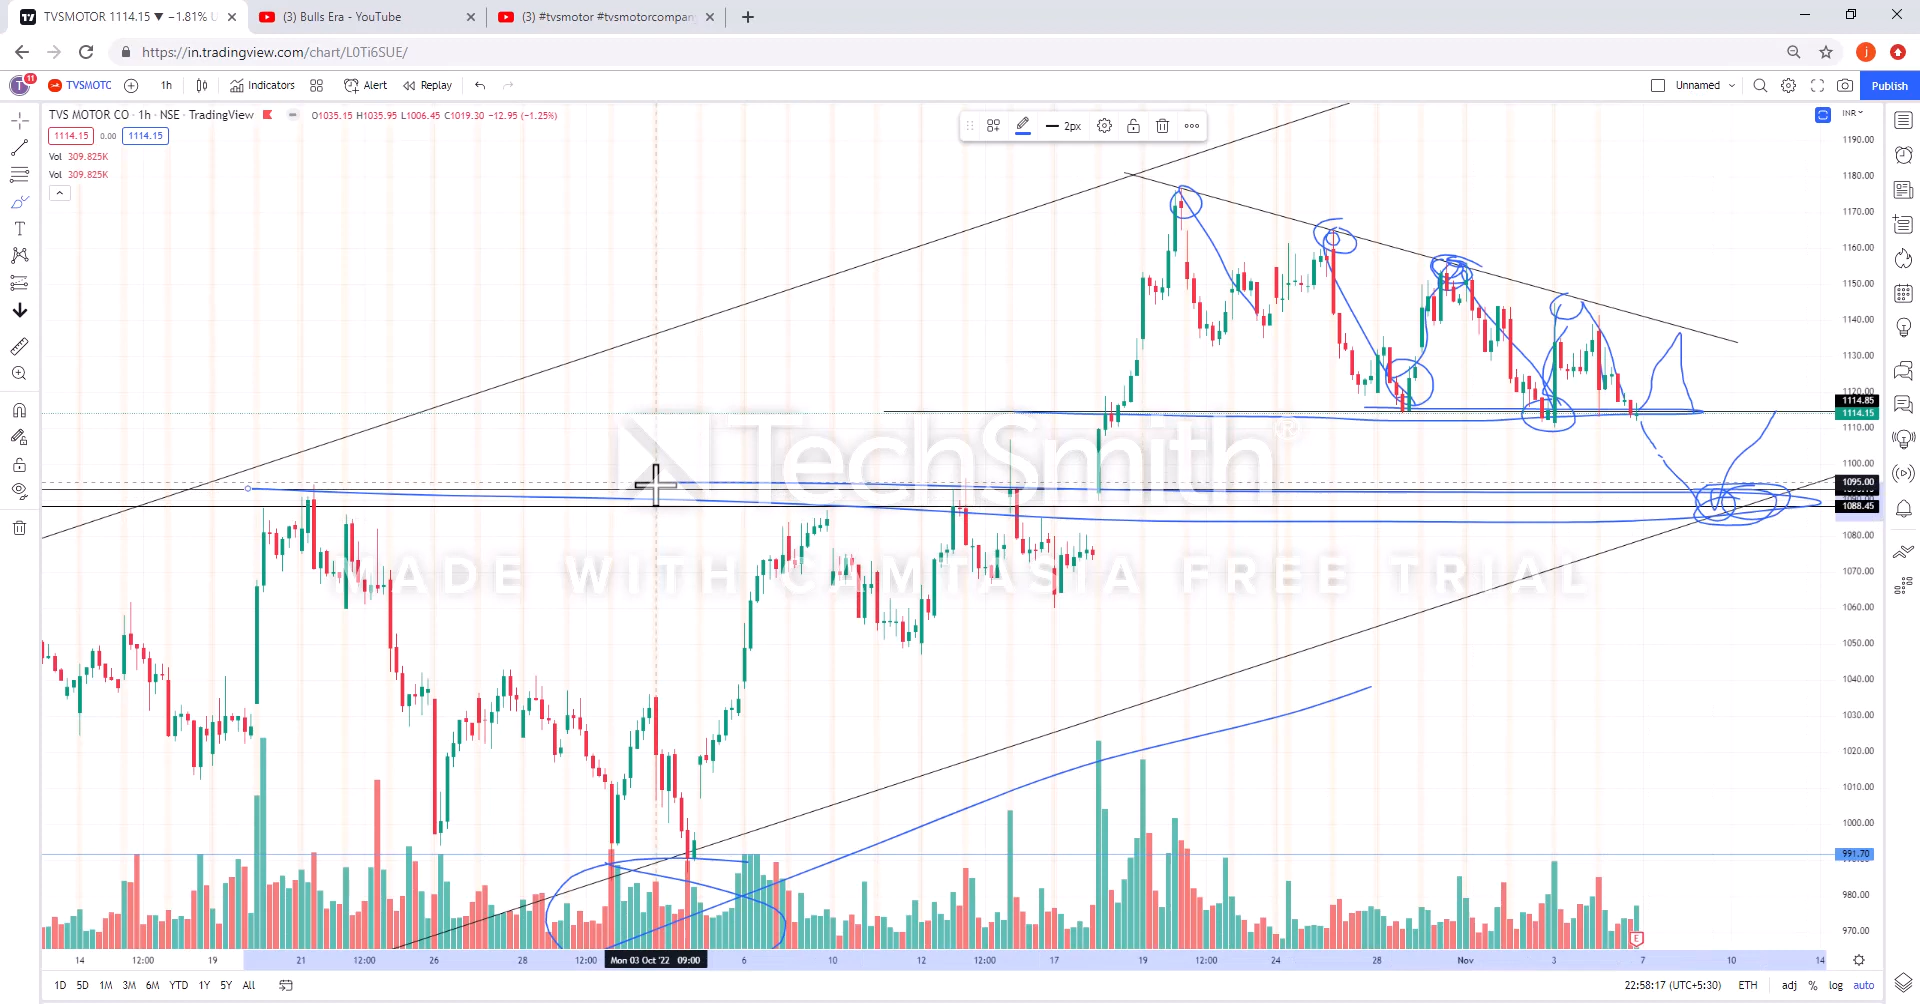 TVSMOTOR 1114.15 ▼ −1.81% U
(3) Bulls Era - YouTube
(3) #tvsmotor #tvsmotorcompan
https://in.tradingview.com/chart/L0Ti6SUE/
j
T
11
TVSMOTC
1h
Indicators
Alert
Replay
Unnamed
Publish
TVS MOTOR CO · 1h · NSE · TradingView
O1035.15 H1035.95 L1006.45 C1019.30 −12.95 (−1.25%)
2px
INR
1114.15
0.00
1114.15
Vol 309.825K
Vol 309.825K
1190.00
1180.00
1170.00
1160.00
1150.00
1140.00
1130.00
1120.00
1114.85
1114.15
1110.00
1100.00
1095.00
1088.45
1080.00
1070.00
1060.00
1050.00
1040.00
1030.00
1020.00
1010.00
1000.00
991.70
980.00
970.00
TechSmith®
MADE WITH CAMTASIA FREE TRIAL
E
14
12:00
19
21
12:00
26
28
12:00
Mon 03 Oct '22 09:00
6
10
12
12:00
17
19
12:00
24
28
Nov
3
7
10
14
1D
5D
1M
3M
6M
YTD
1Y
5Y
All
22:58:17 (UTC+5:30)
ETH
adj
%
log
auto